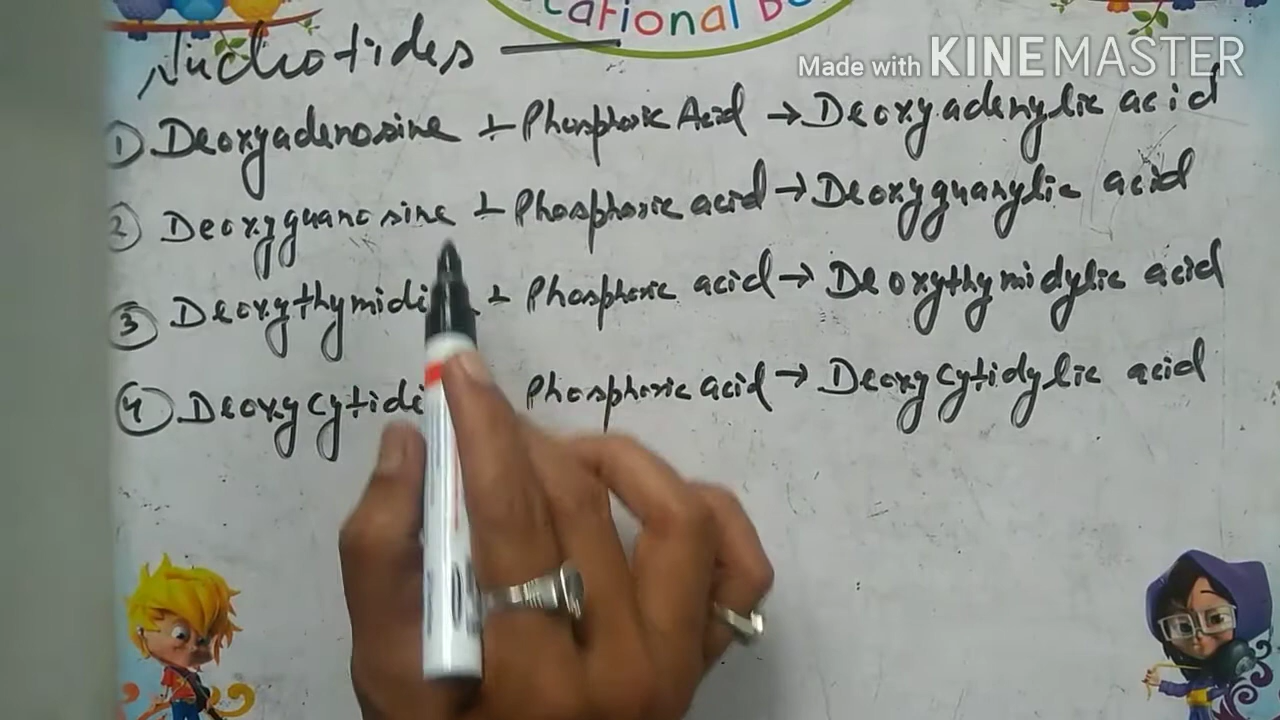 cational B
Made with KINEMASTER
Nucleotides —
1) Deoxyadenosine + Phosphoric Acid → Deoxyadenylic acid
2) Deoxyguanosine + Phosphoric acid → Deoxyguanylic acid
3) Deoxythymidi + Phosphoric acid → Deoxythymidylic acid
4) Deoxycytidi Phosphoric acid → Deoxycytidylic acid